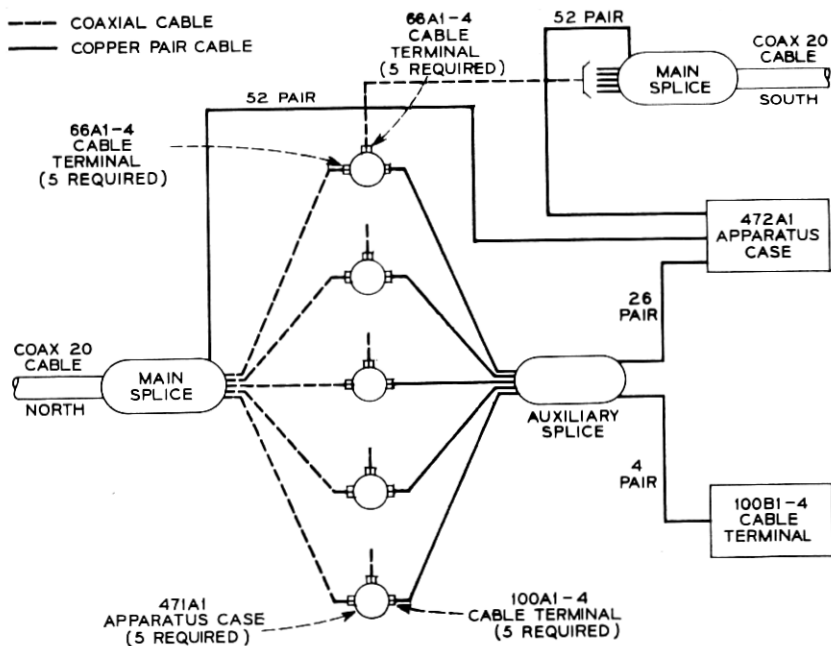 COAXIAL CABLE
COPPER PAIR CABLE
66A1-4
CABLE
TERMINAL
(5 REQUIRED)
52 PAIR
MAIN
SPLICE
COAX 20
CABLE
SOUTH
52 PAIR
66A1-4
CABLE
TERMINAL
(5 REQUIRED)
472A1
APPARATUS
CASE
26
PAIR
COAX 20
CABLE
NORTH
MAIN
SPLICE
AUXILIARY
SPLICE
4
PAIR
100B1-4
CABLE
TERMINAL
471A1
APPARATUS CASE
(5 REQUIRED)
100A1-4
CABLE TERMINAL
(5 REQUIRED)